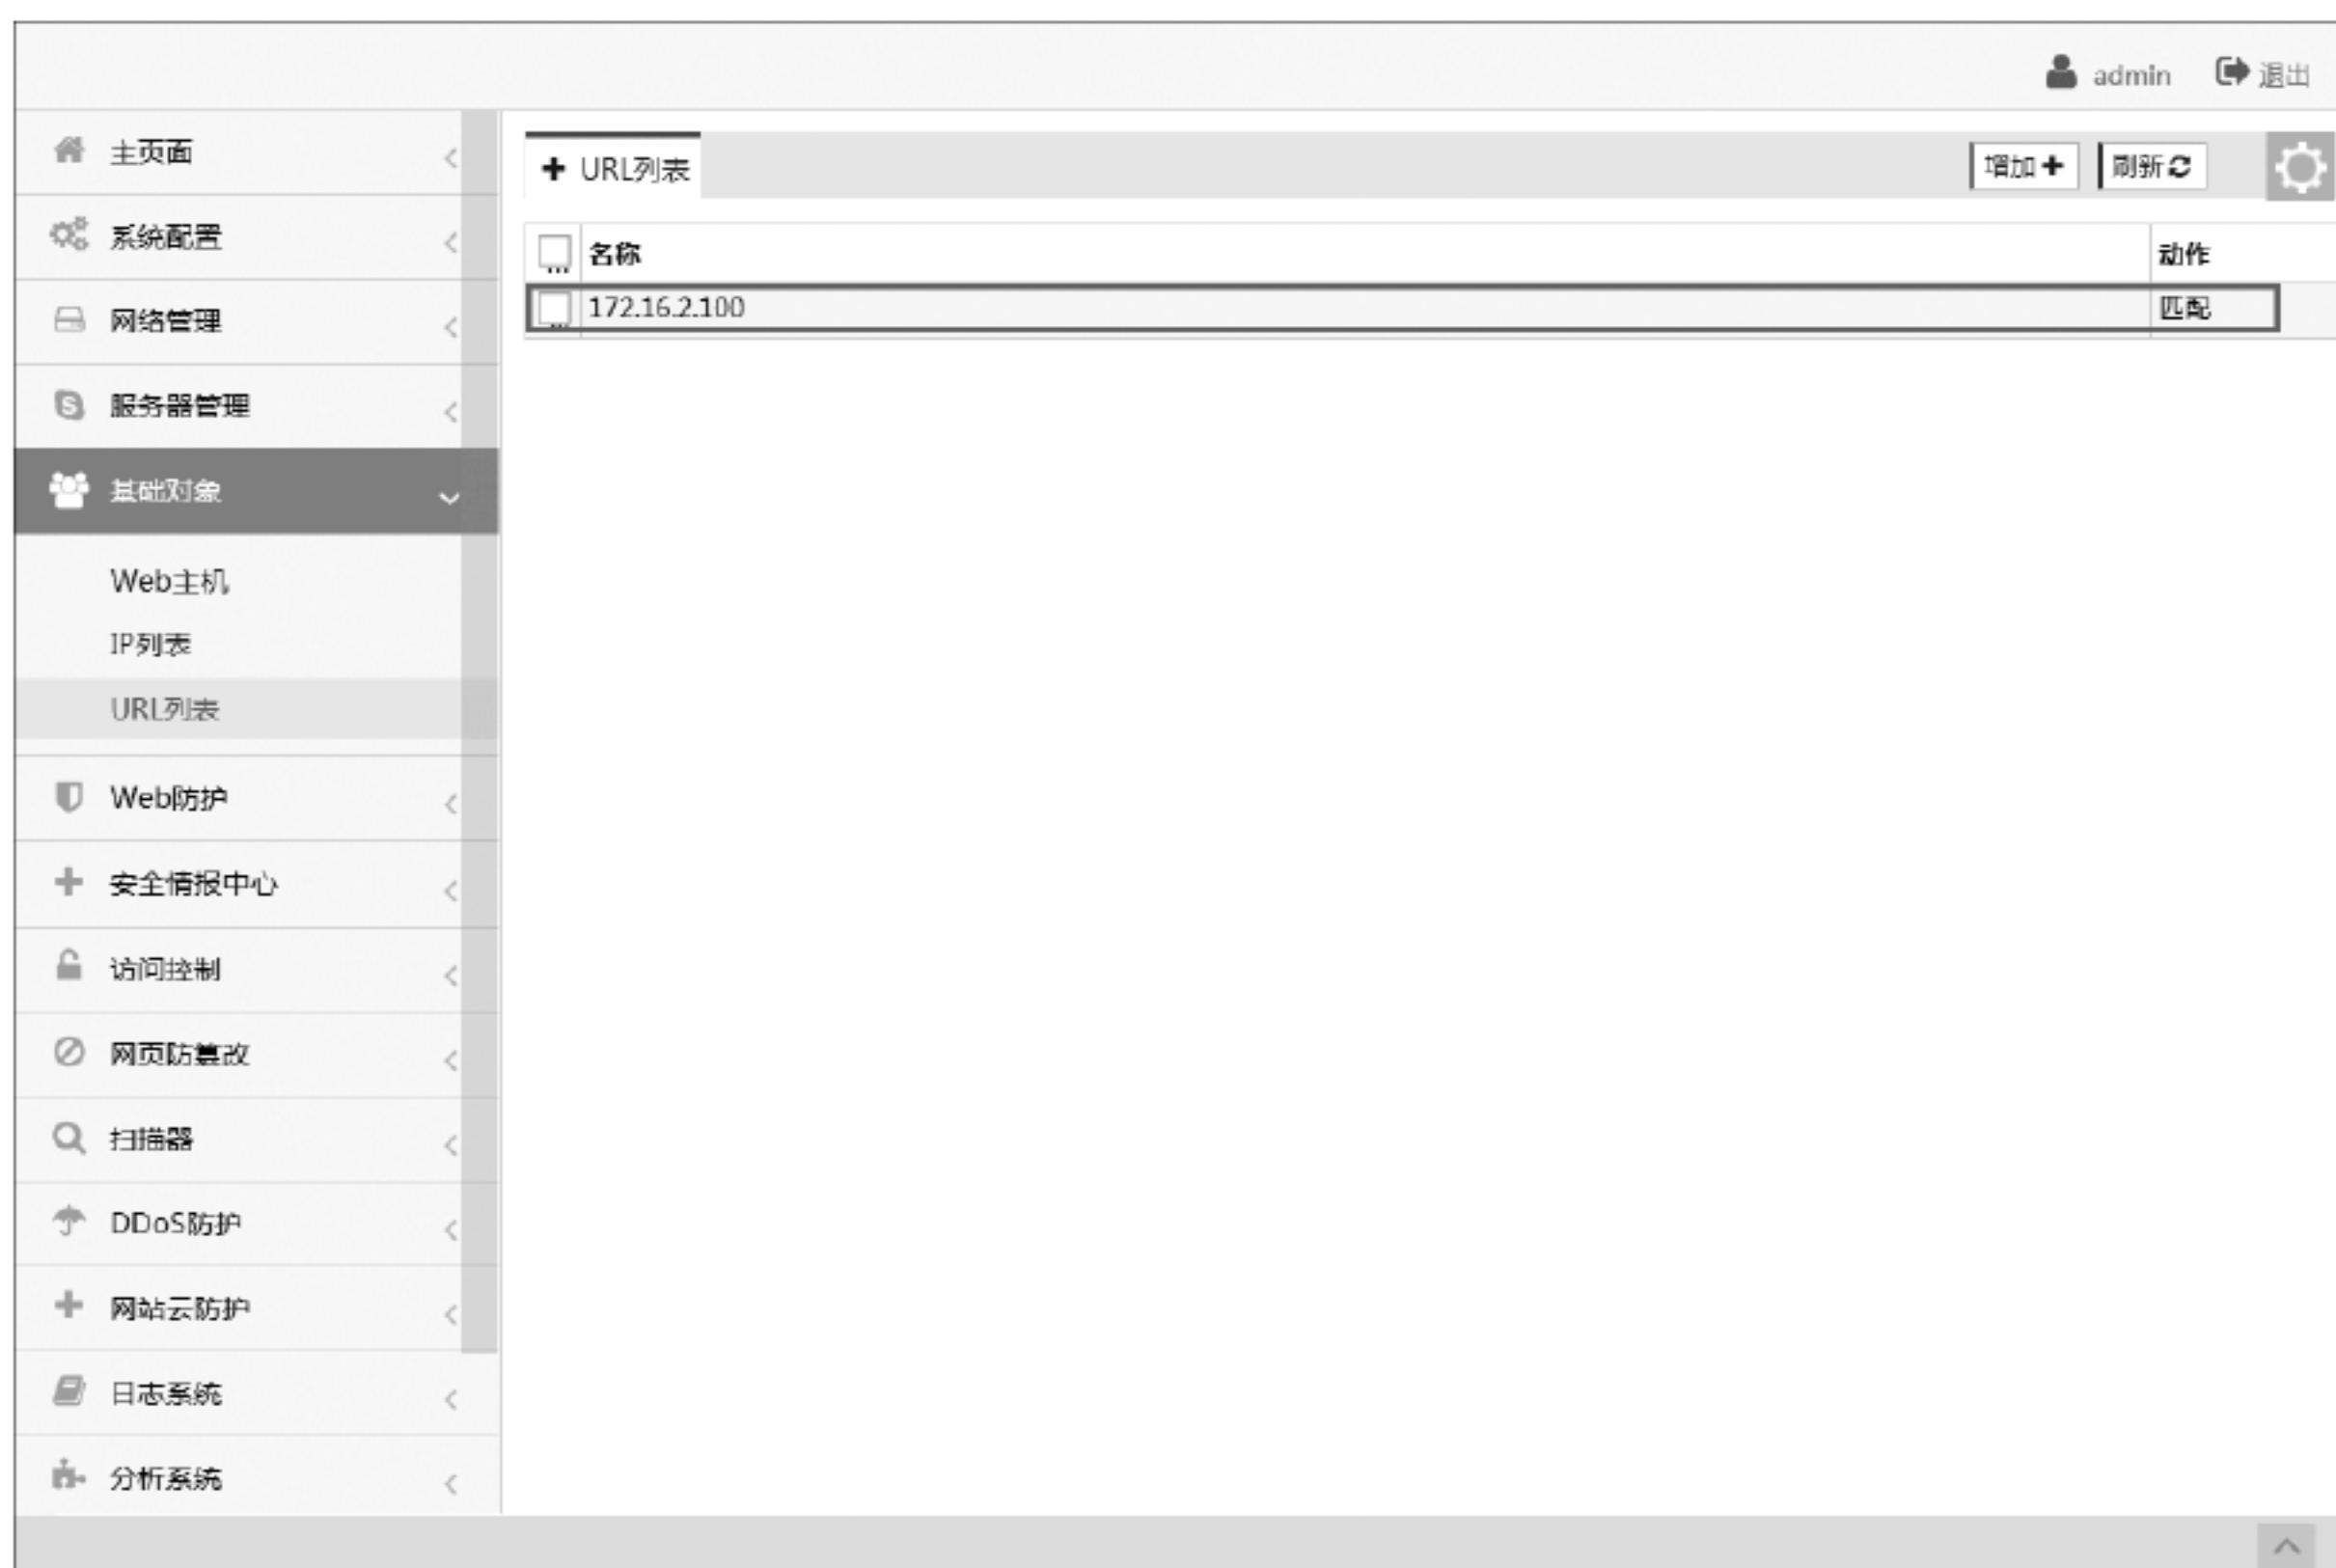 admin 退出
主页面
系统配置
网络管理
服务器管理
基础对象
Web主机
IP列表
URL列表
Web防护
安全情报中心
访问控制
网页防篡改
扫描器
DDoS防护
网站云防护
日志系统
分析系统
URL列表 增加 刷新
名称 动作
172.16.2.100 匹配